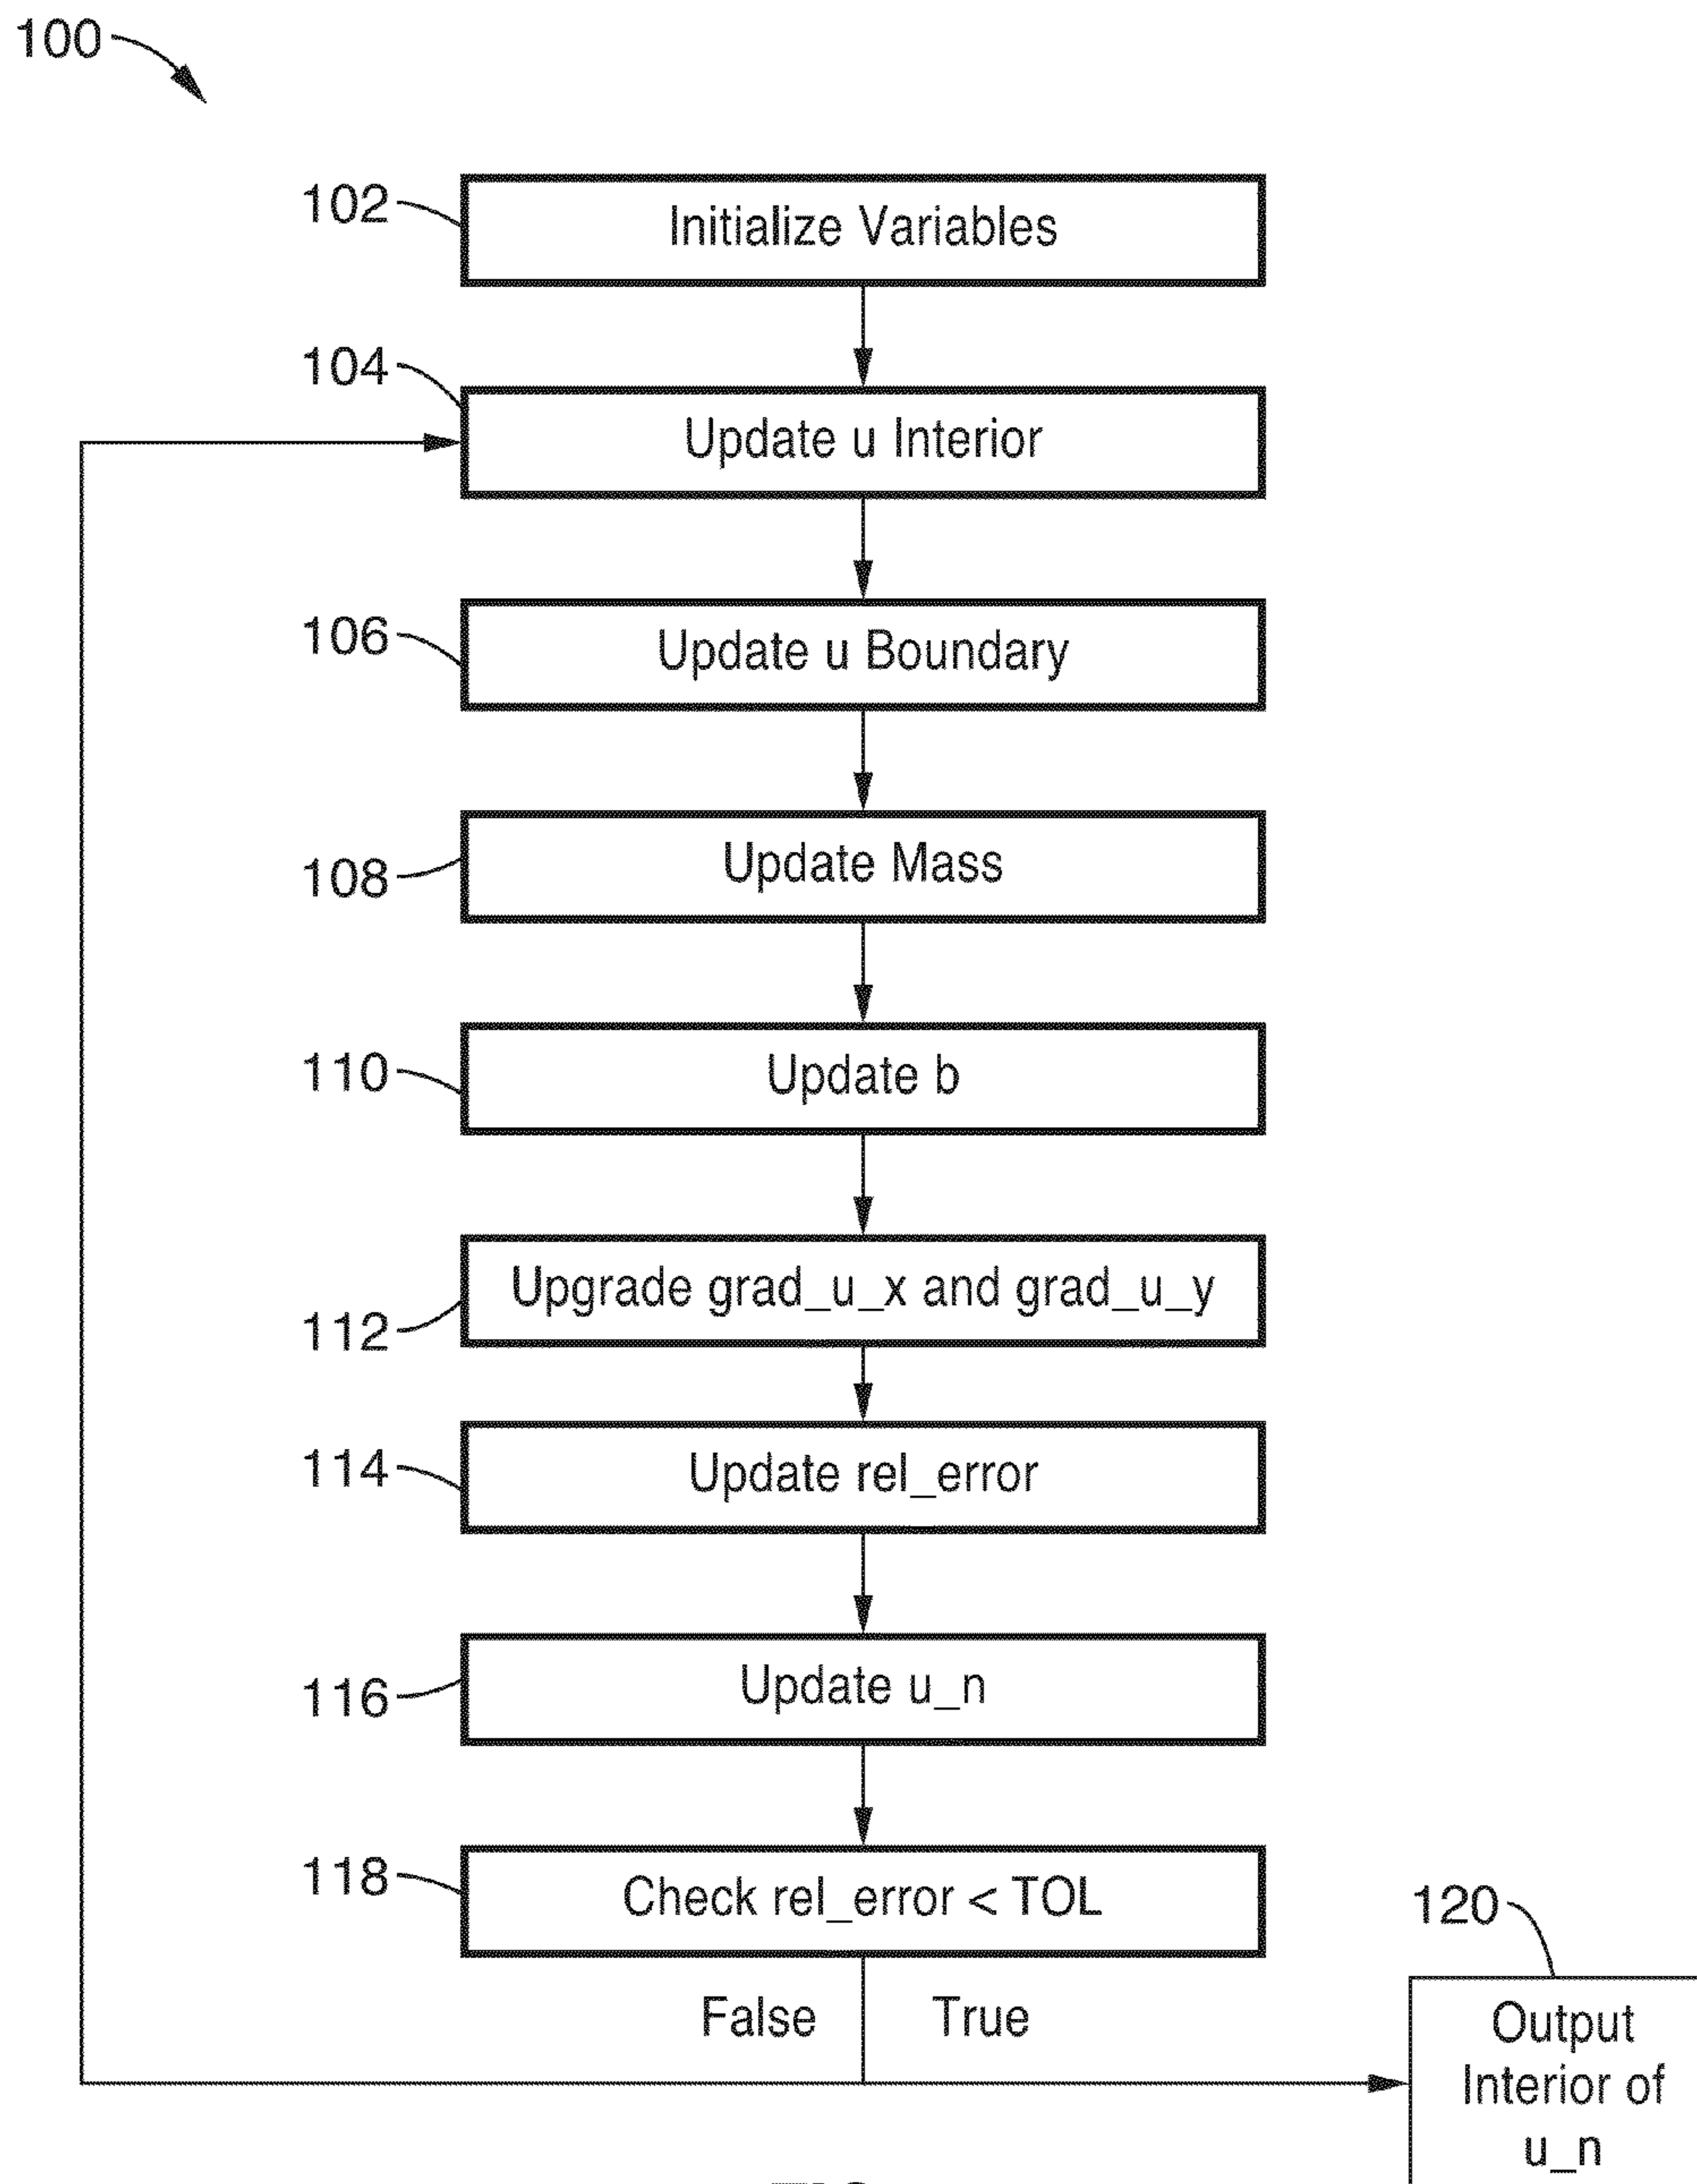 100
102
Initialize Variables
104
Update u Interior
106
Update u Boundary
108
Update Mass
110
Update b
112
Upgrade grad_u_x and grad_u_y
114
Update rel_error
116
Update u_n
118
Check rel_error < TOL
120
False
True
Output
Interior of
u_n